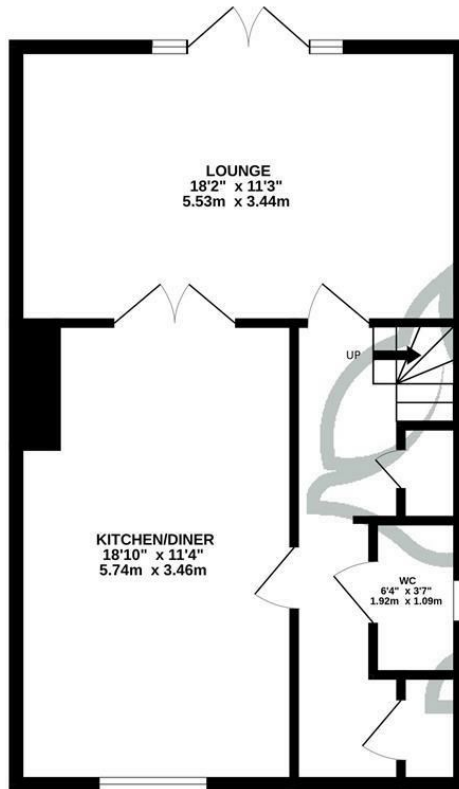 LOUNGE
18'2" x 11'3"
5.53m x 3.44m
UP
KITCHEN/DINER
18'10" x 11'4"
5.74m x 3.46m
WC
6'4" x 3'7"
1.92m x 1.09m